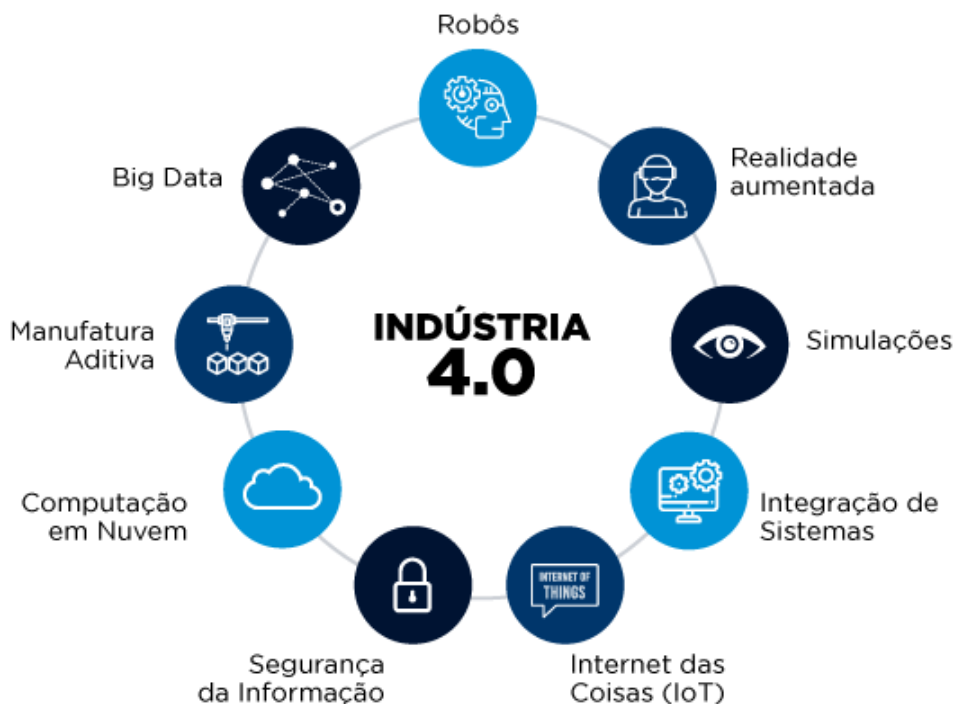 Robôs
Big Data
Realidade
aumentada
Manufatura
Aditiva
INDÚSTRIA
4.0
Simulações
Computação
em Nuvem
Integração de
Sistemas
INTERNET OF
THINGS
Segurança
da Informação
Internet das
Coisas (IoT)